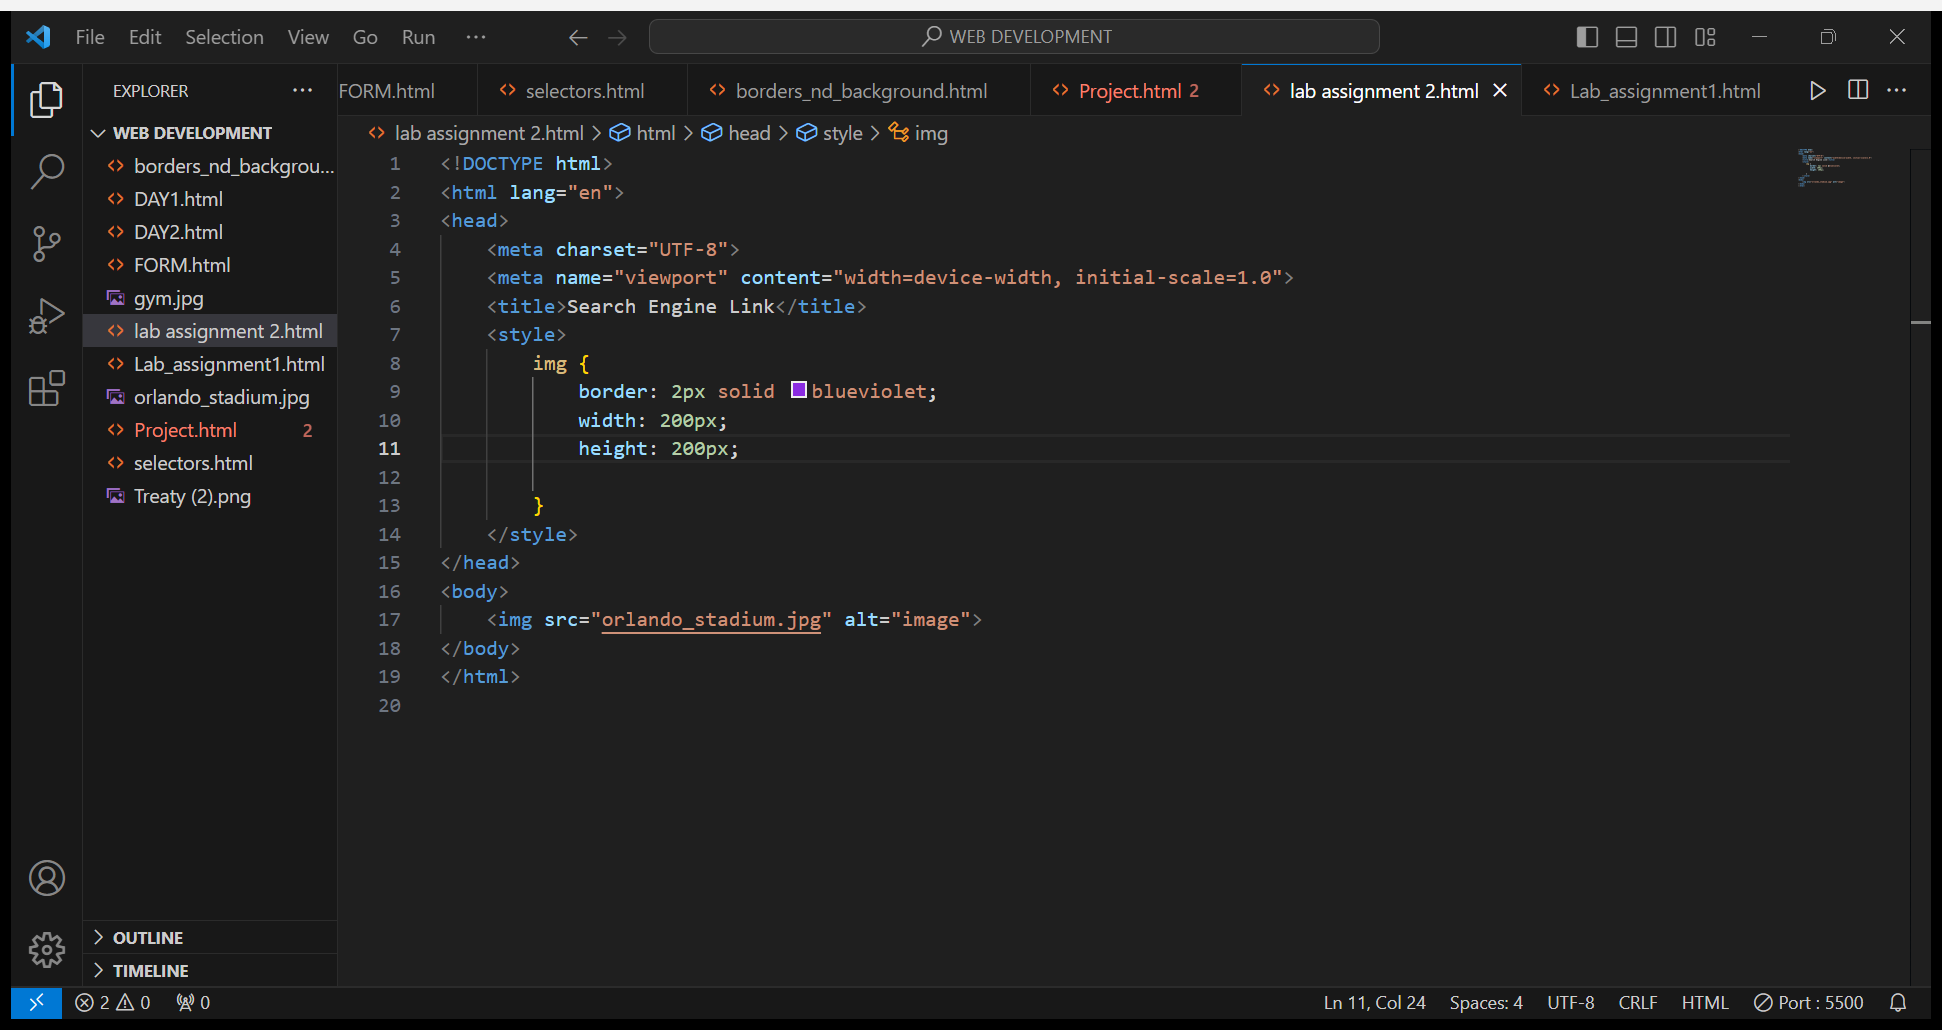 File Edit Selection View Go Run ··· WEB DEVELOPMENT
EXPLORER ···
FORM.html selectors.html borders_nd_background.html Project.html 2 lab assignment 2.html Lab_assignment1.html ···
WEB DEVELOPMENT
borders_nd_backgrou...
DAY1.html
DAY2.html
FORM.html
gym.jpg
lab assignment 2.html
Lab_assignment1.html
orlando_stadium.jpg
Project.html 2
selectors.html
Treaty (2).png
OUTLINE
TIMELINE
lab assignment 2.html > html > head > style > img
1 <!DOCTYPE html>
2 <html lang="en">
3 <head>
4 <meta charset="UTF-8">
5 <meta name="viewport" content="width=device-width, initial-scale=1.0">
6 <title>Search Engine Link</title>
7 <style>
8 img {
9 border: 2px solid blueviolet;
10 width: 200px;
11 height: 200px;
12
13 }
14 </style>
15 </head>
16 <body>
17 <img src="orlando_stadium.jpg" alt="image">
18 </body>
19 </html>
20
2 0 0 Ln 11, Col 24 Spaces: 4 UTF-8 CRLF HTML Port : 5500